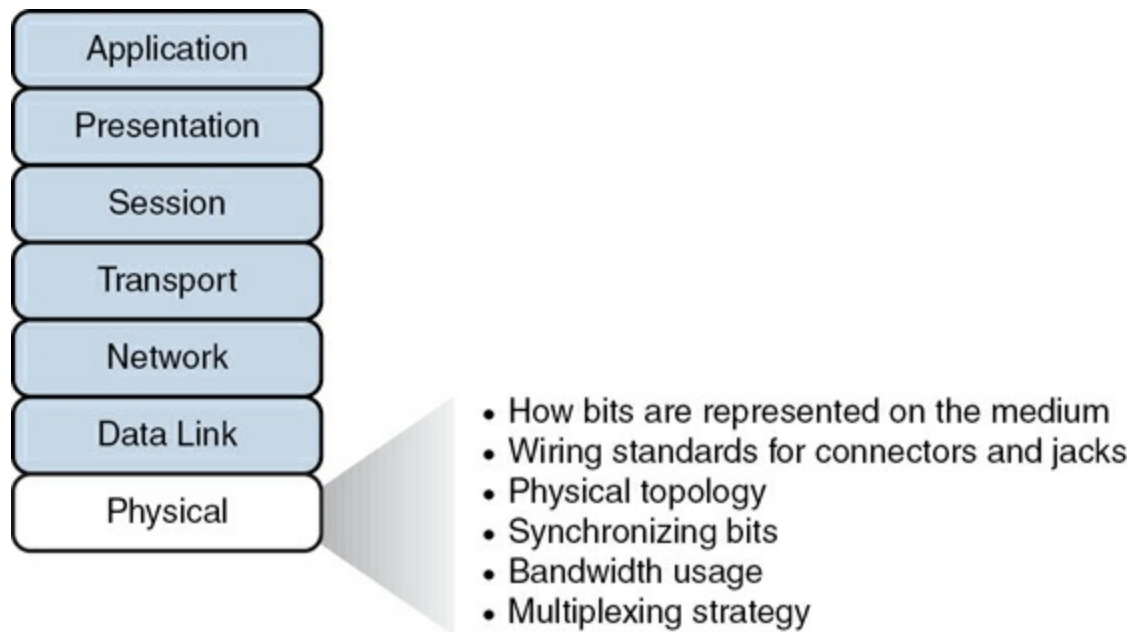 Application
Presentation
Session
Transport
Network
Data Link
Physical
• How bits are represented on the medium
• Wiring standards for connectors and jacks
• Physical topology
• Synchronizing bits
• Bandwidth usage
• Multiplexing strategy